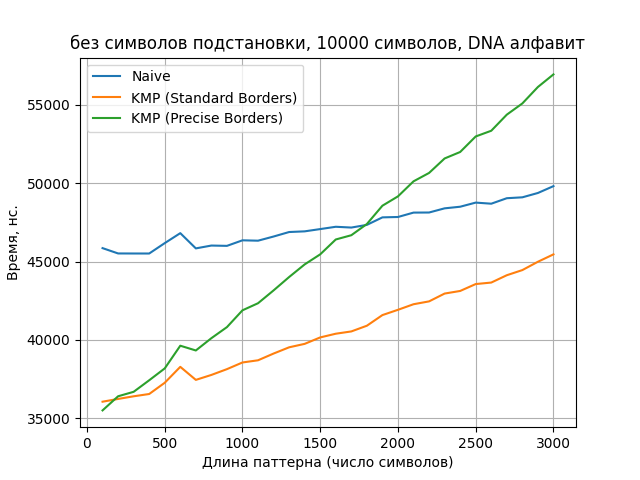 без символов подстановки, 10000 символов, DNA алфавит
Naive
KMP (Standard Borders)
KMP (Precise Borders)
55000
50000
45000
40000
35000
Время, нс.
0 500 1000 1500 2000 2500 3000
Длина паттерна (число символов)